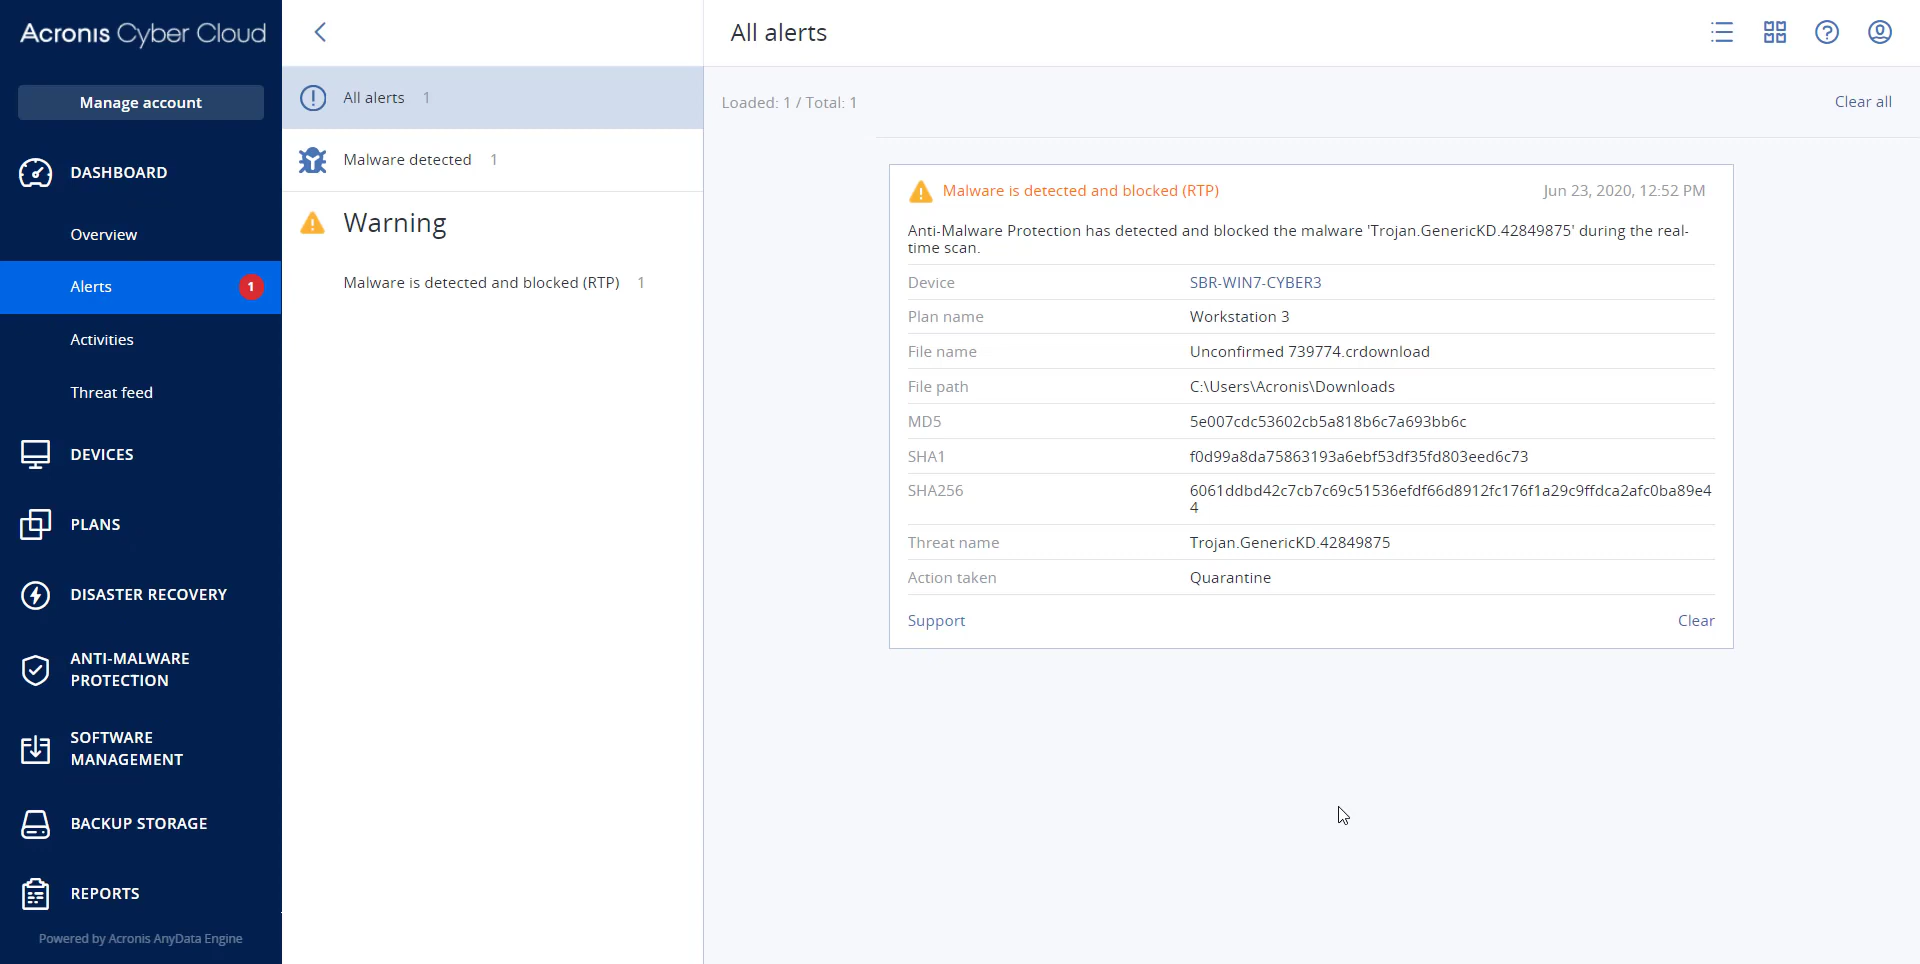 Acronis Cyber Cloud
Manage account
DASHBOARD
Overview
Alerts 1
Activities
Threat feed
DEVICES
PLANS
DISASTER RECOVERY
ANTI-MALWARE
PROTECTION
SOFTWARE
MANAGEMENT
BACKUP STORAGE
REPORTS
Powered by Acronis AnyData Engine
All alerts 1
Malware detected 1
Warning
Malware is detected and blocked (RTP) 1
All alerts
Loaded: 1 / Total: 1
Clear all
Malware is detected and blocked (RTP) Jun 23, 2020, 12:52 PM
Anti-Malware Protection has detected and blocked the malware 'Trojan.GenericKD.42849875' during the real-
time scan.
Device SBR-WIN7-CYBER3
Plan name Workstation 3
File name Unconfirmed 739774.crdownload
File path C:\Users\Acronis\Downloads
MD5 5e007cdc53602cb5a818b6c7a693bb6c
SHA1 f0d99a8da75863193a6ebf53df35fd803eed6c73
SHA256 6061ddbd42c7cb7c69c51536efdf66d8912fc176f1a29c9ffdca2afc0ba89e4
4
Threat name Trojan.GenericKD.42849875
Action taken Quarantine
Support Clear